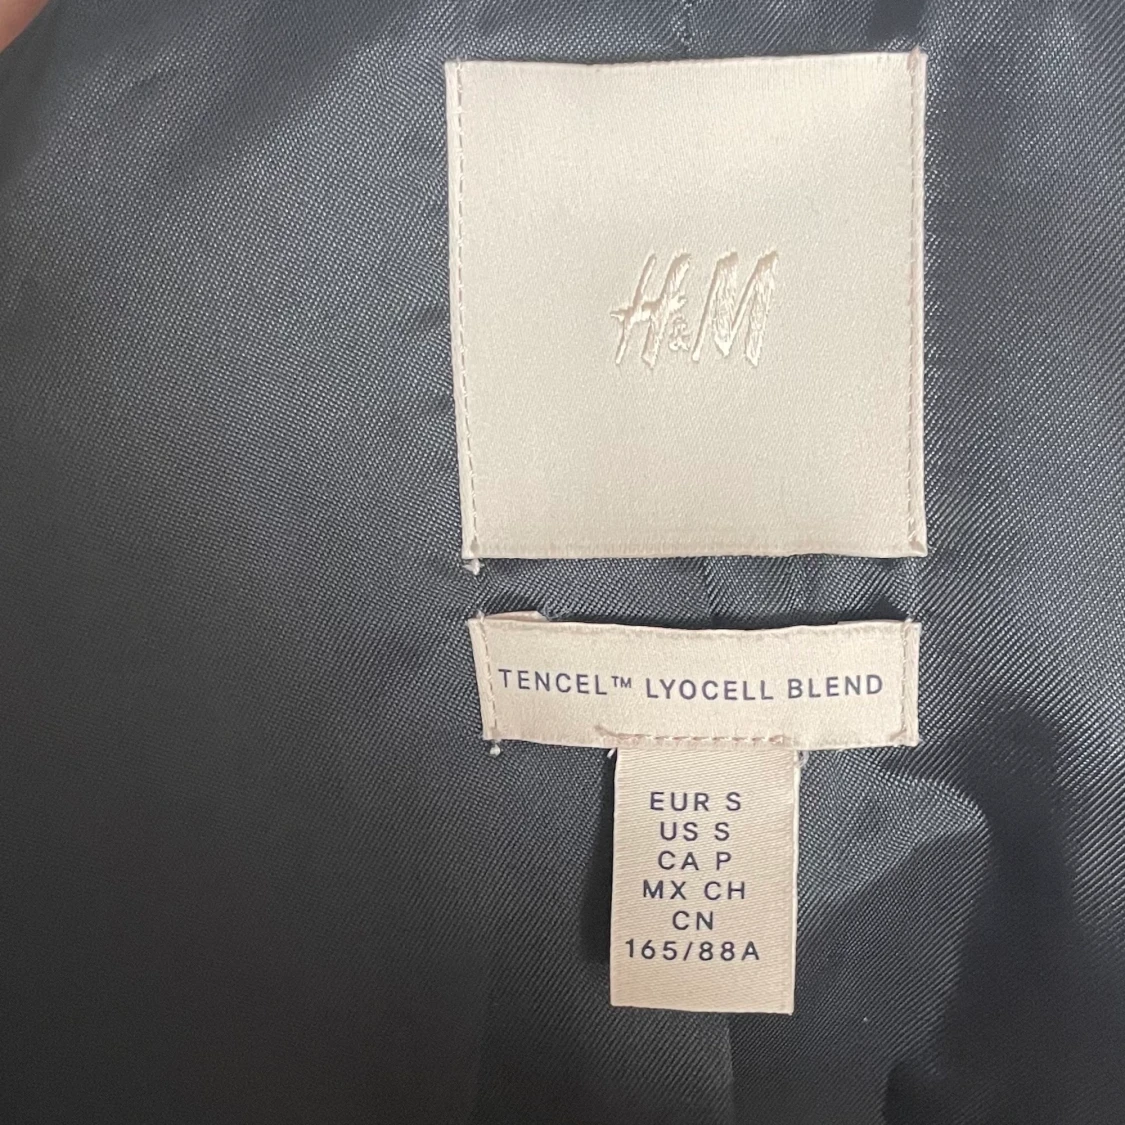 H&M
TENCEL™ LYOCELL BLEND
EUR S
US S
CA P
MX CH
CN
165/88A